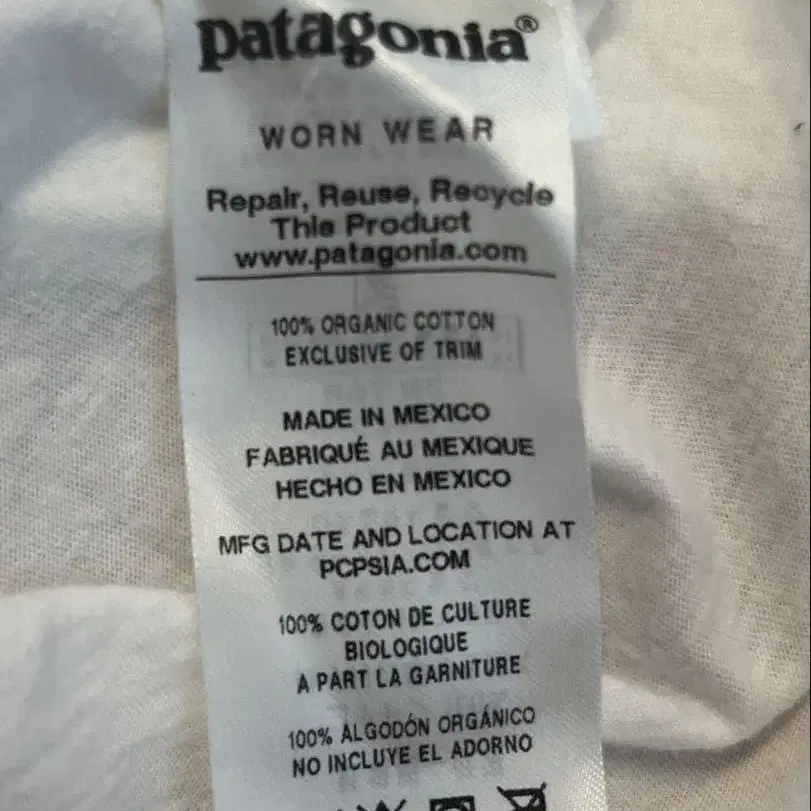 patagonia®
WORN WEAR
Repair, Reuse, Recycle
This Product
www.patagonia.com
100% ORGANIC COTTON
EXCLUSIVE OF TRIM
MADE IN MEXICO
FABRIQUÉ AU MEXIQUE
HECHO EN MEXICO
MFG DATE AND LOCATION AT
PCPSIA.COM
100% COTON DE CULTURE
BIOLOGIQUE
A PART LA GARNITURE
100% ALGODÓN ORGÁNICO
NO INCLUYE EL ADORNO